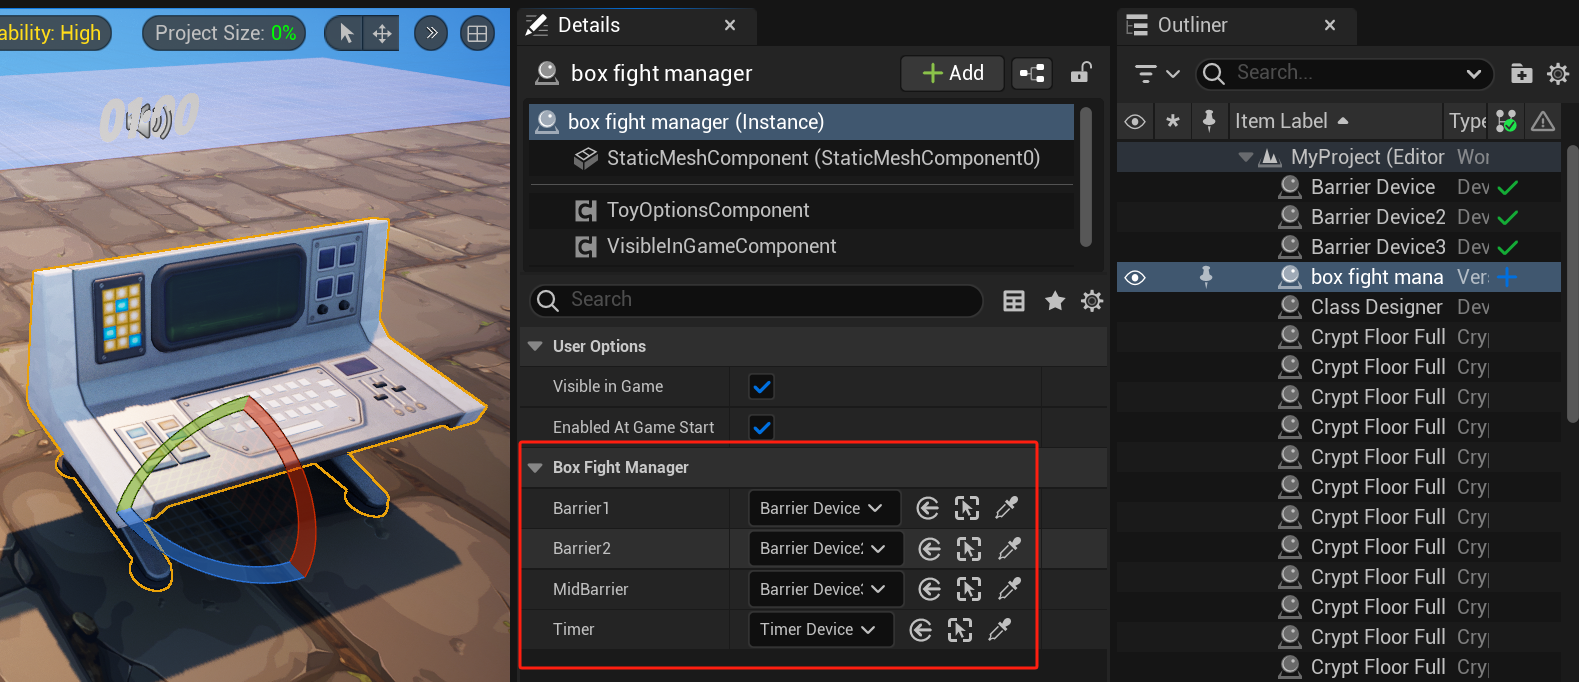 ability: High
Project Size: 0%
Details
box fight manager
Add
box fight manager (Instance)
StaticMeshComponent (StaticMeshComponent0)
ToyOptionsComponent
VisibleInGameComponent
Search
User Options
Visible in Game
Enabled At Game Start
Box Fight Manager
Barrier1 Barrier Device
Barrier2 Barrier Device2
MidBarrier Barrier Device3
Timer Timer Device
Outliner
Search...
Item Label Type
MyProject (Editor Wor
Barrier Device Dev
Barrier Device2 Dev
Barrier Device3 Dev
box fight mana Ver
Class Designer Dev
Crypt Floor Full Cry
Crypt Floor Full Cry
Crypt Floor Full Cry
Crypt Floor Full Cry
Crypt Floor Full Cry
Crypt Floor Full Cry
Crypt Floor Full Cry
Crypt Floor Full Cry
Crypt Floor Full Cry
Crypt Floor Full Cry
Crypt Floor Full Cry
Crypt Floor Full Cry